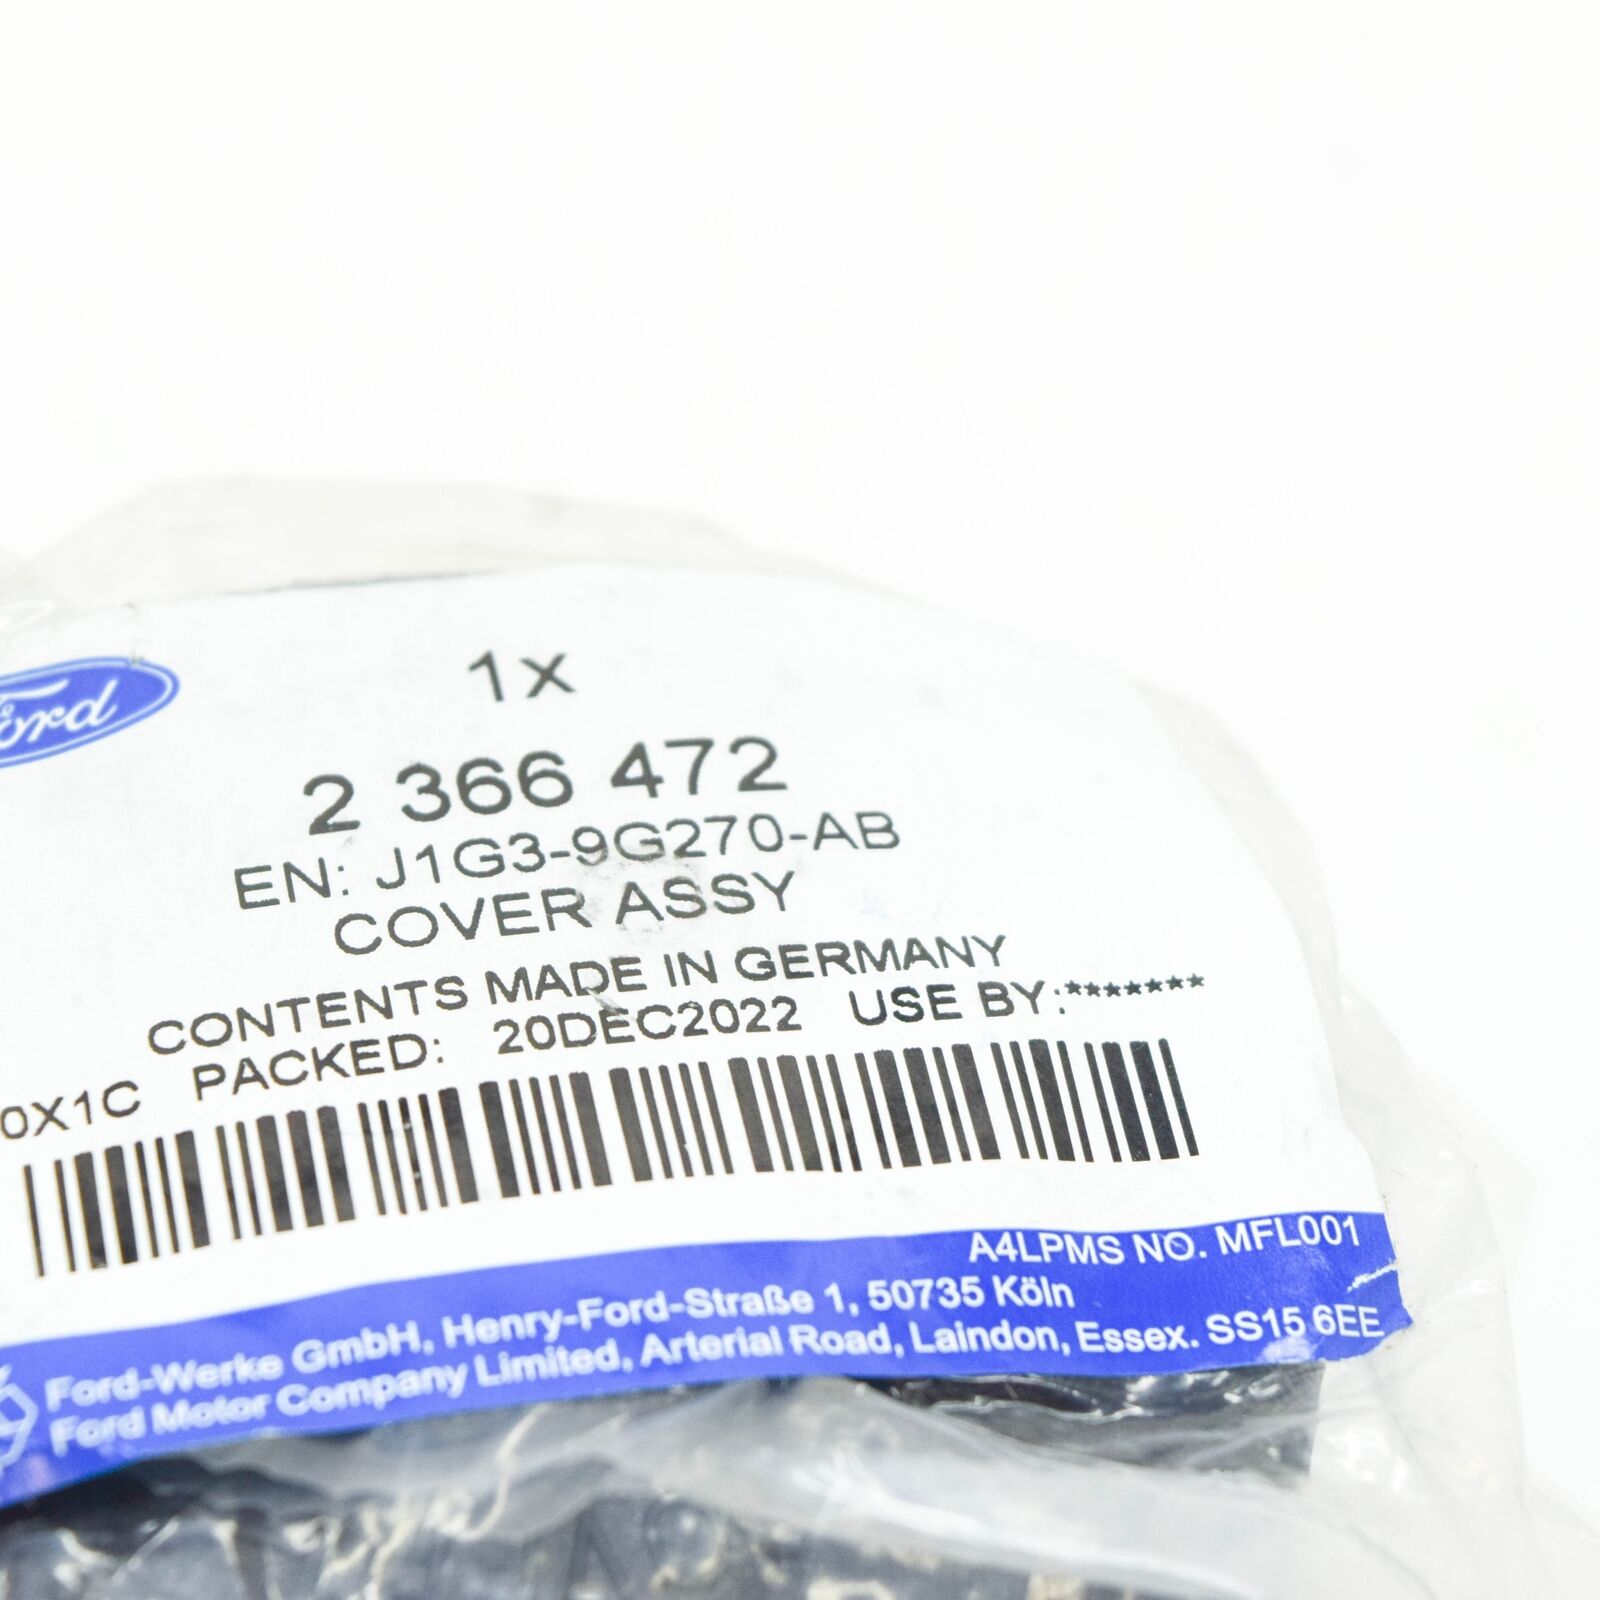 Ford
1x
2 366 472
EN: J1G3-9G270-AB
COVER ASSY
CONTENTS MADE IN GERMANY
0X1C PACKED: 20DEC2022 USE BY:*******
A4LPMS NO. MFL001
Ford-Werke GmbH, Henry-Ford-Straße 1, 50735 Köln
Ford Motor Company Limited, Arterial Road, Laindon, Essex. SS15 6EE